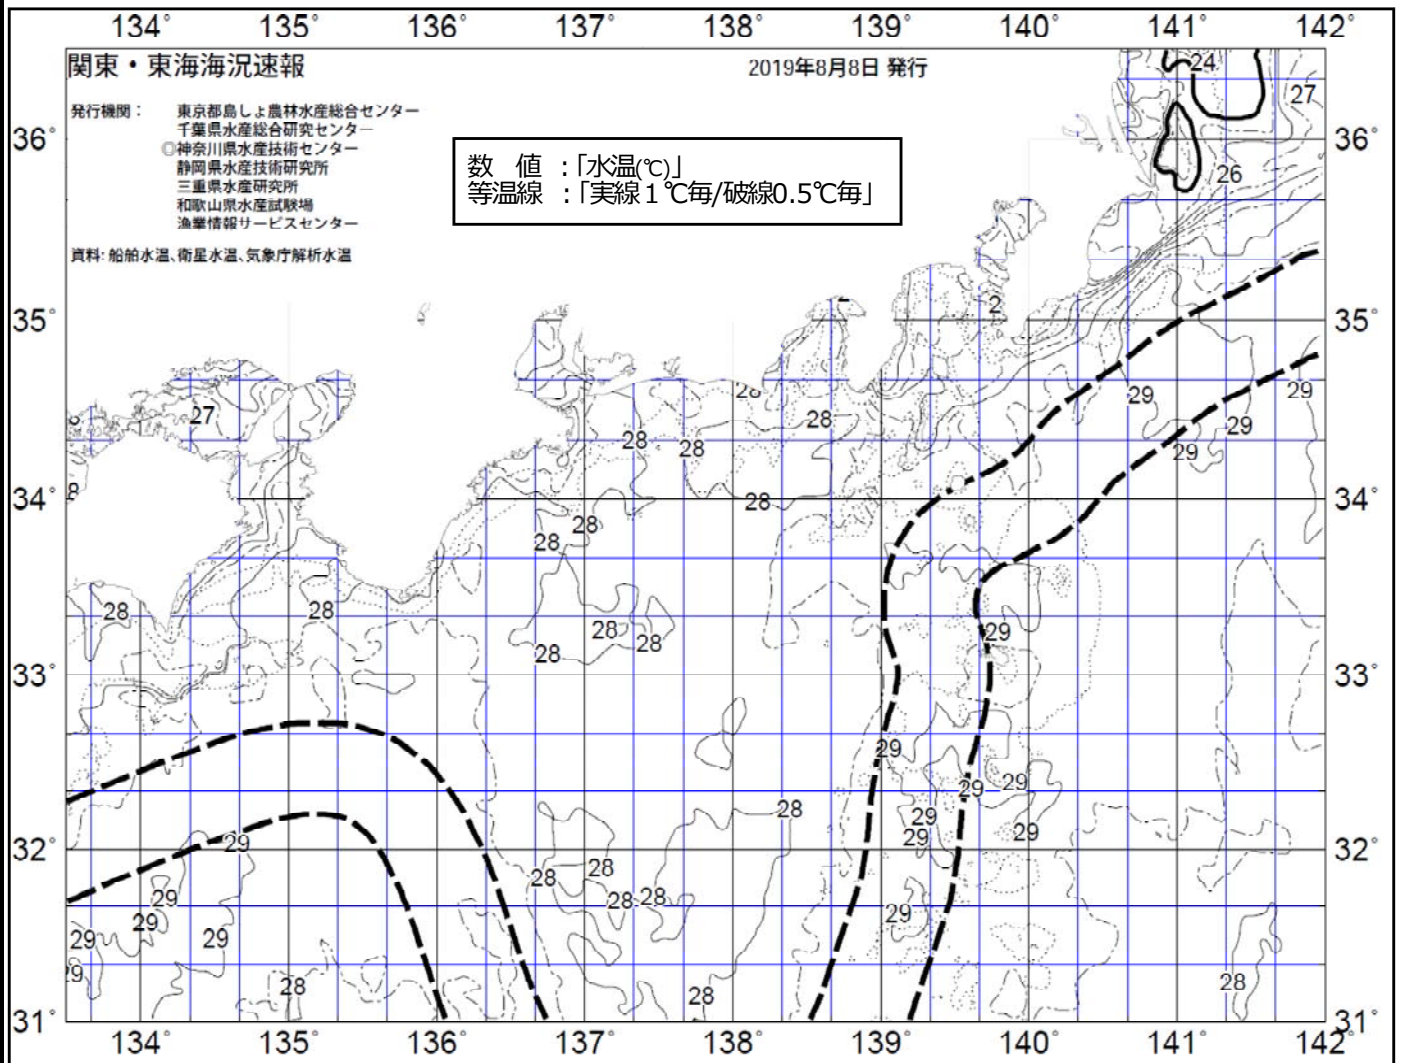 134° 135° 136° 137° 138° 139° 140° 141° 142°
関東・東海海況速報
2019年8月8日 発行
発行機関： 東京都島しょ農林水産総合センター
千葉県水産総合研究センター
◎神奈川県水産技術センター
静岡県水産技術研究所
三重県水産研究所
和歌山県水産試験場
漁業情報サービスセンター
資料: 船舶水温、衛星水温、気象庁解析水温
数　値　：「水温(℃)」
等温線　：「実線１℃毎/破線0.5℃毎」
24
27
36° 36°
26
35° 35°
29 29
27 28 28 29
28 28 29
34° 28 34°
28
28
28 28
28 28 29
28
33° 33°
29
29 29
28 29
29 29
29
32° 32°
28 28
29 28 28
29 29
29 29
29 28
28 28
31° 31°
134° 135° 136° 137° 138° 139° 140° 141° 142°